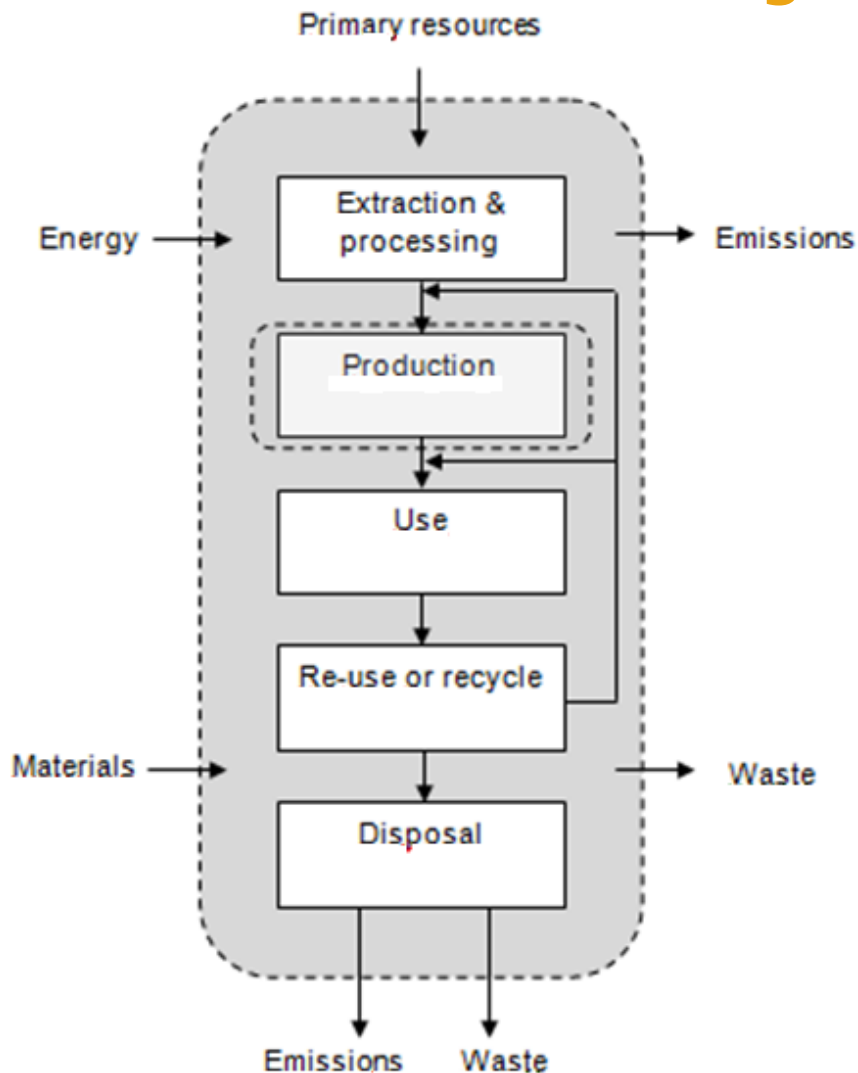 Primary resources
Extraction &
processing
Energy
Emissions
Production
Use
Re-use or recycle
Materials
Waste
Disposal
Emissions
Waste